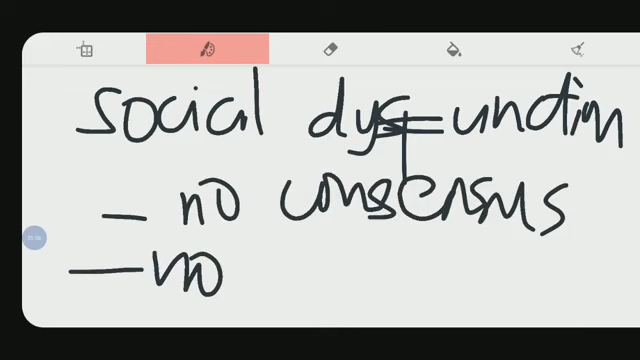 social dysfunction
— no consensus
— no